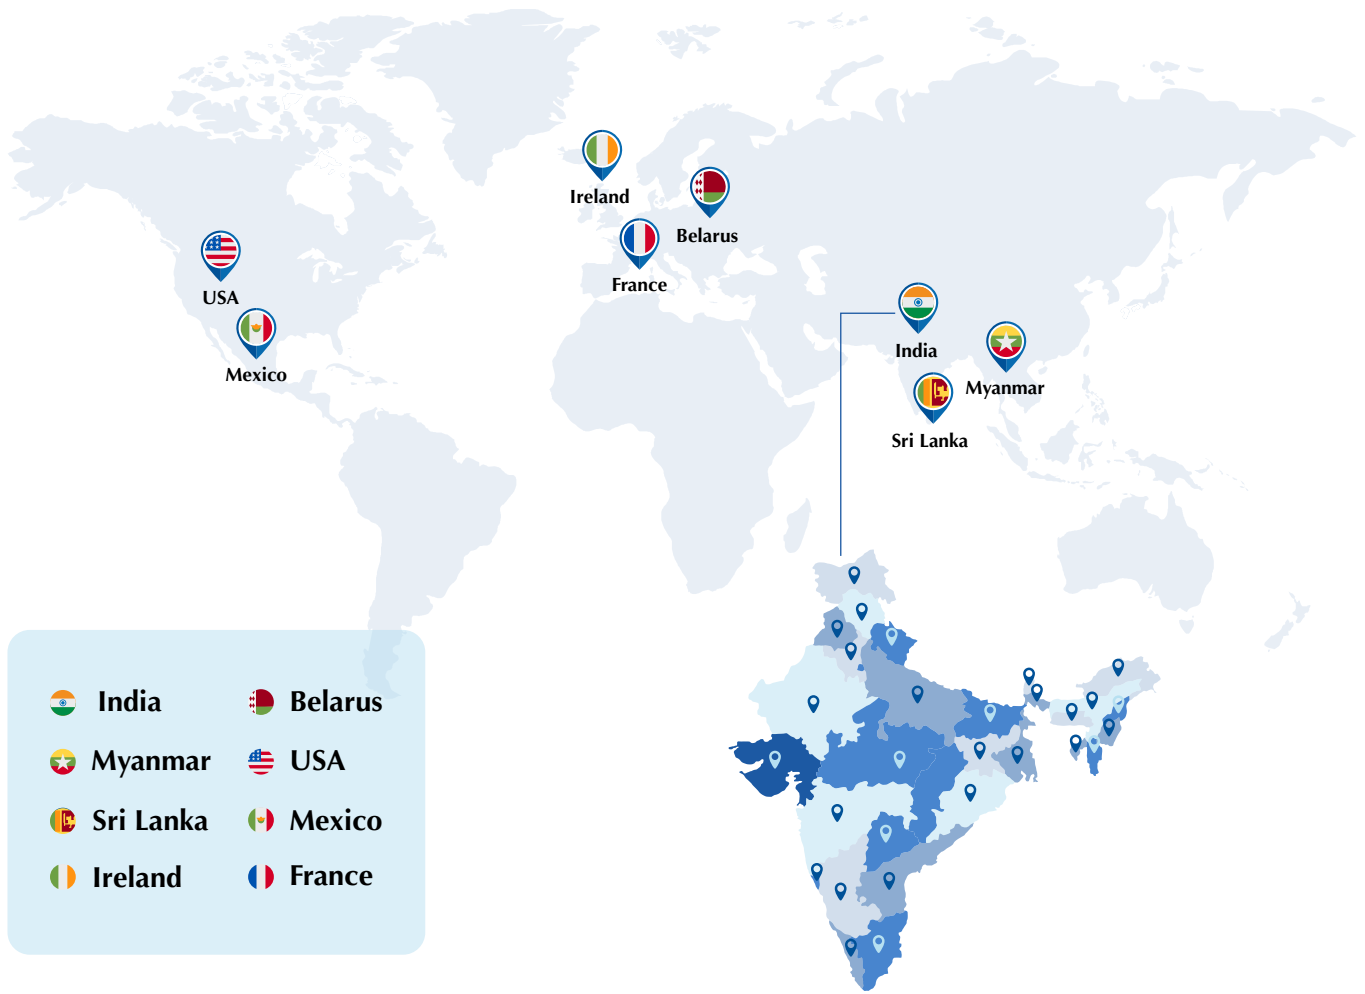 Ireland
Belarus
France
USA
Mexico
India
Myanmar
Sri Lanka
India
Belarus
Myanmar
USA
Sri Lanka
Mexico
Ireland
France